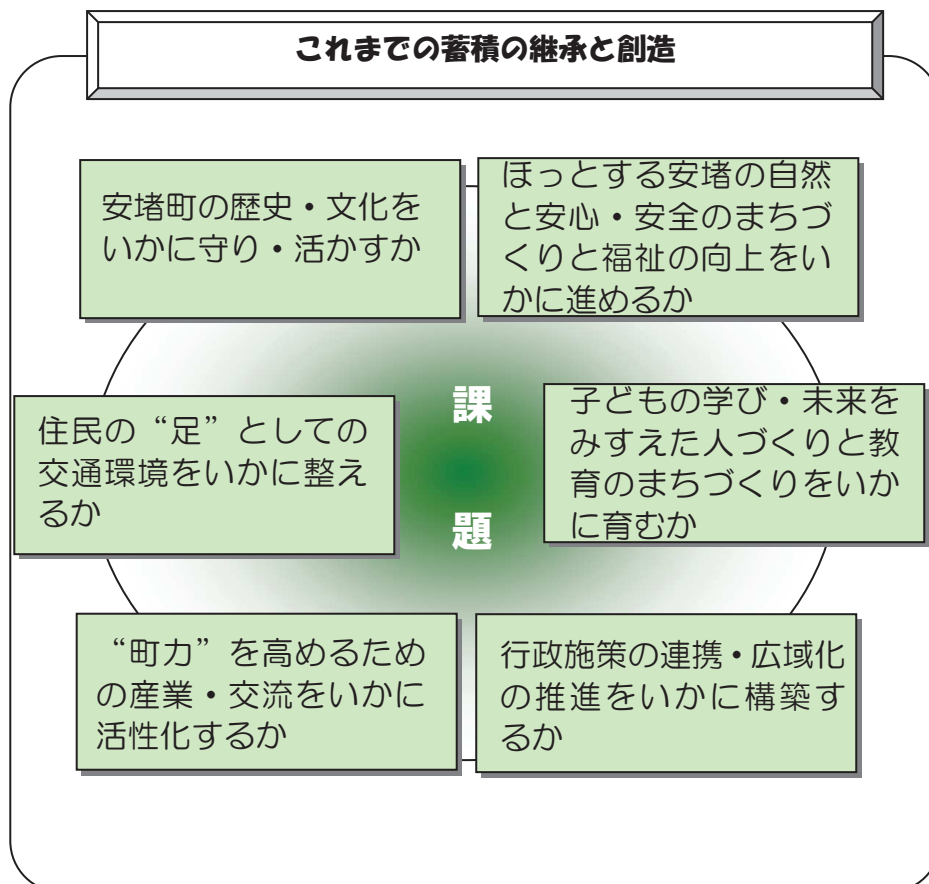 これまでの蓄積の継承と創造
安堵町の歴史・文化を
いかに守り・活かすか
ほっとする安堵の自然
と安心・安全のまちづ
くりと福祉の向上をい
かに進めるか
住民の“足”としての
交通環境をいかに整え
るか
課
題
子どもの学び・未来を
みすえた人づくりと教
育のまちづくりをいか
に育むか
“町力”を高めるため
の産業・交流をいかに
活性化するか
行政施策の連携・広域化
の推進をいかに構築す
るか